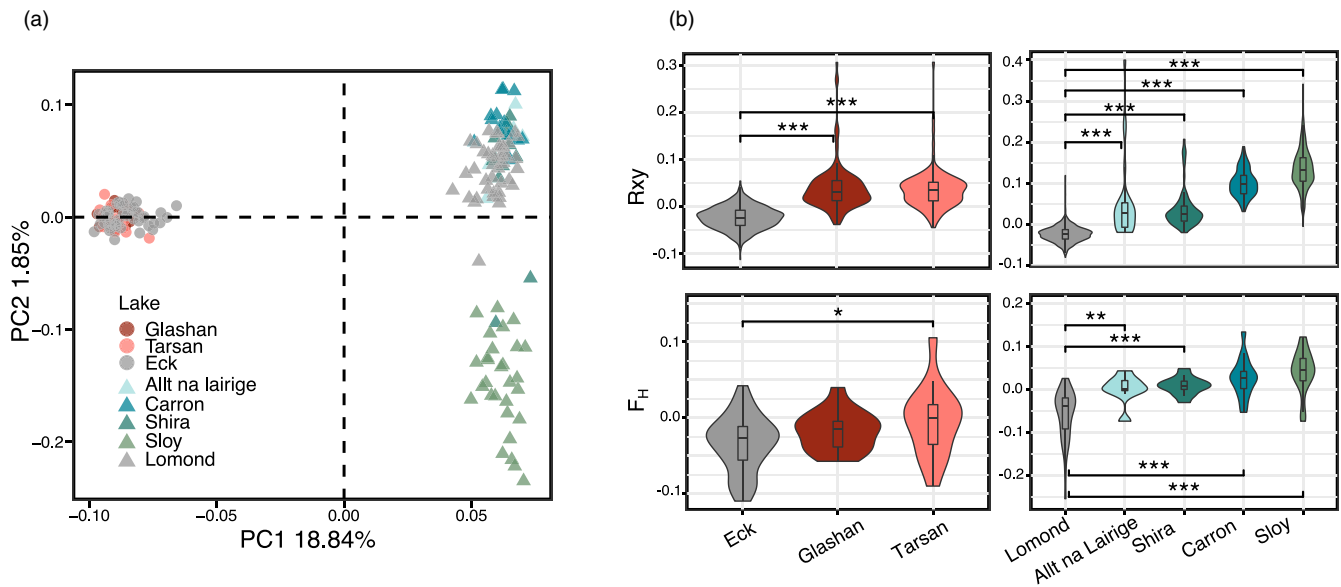 (a)
(b)
PC2 1.85%
0.1
0.0
−0.1
−0.2
Lake
Glashan
Tarsan
Eck
Allt na lairige
Carron
Shira
Sloy
Lomond
−0.10
−0.05
0.00
0.05
PC1 18.84%
Rxy
0.3
0.2
0.1
0.0
-0.1
***
***
0.4
0.3
0.2
0.1
0.0
-0.1
***
***
***
***
FH
0.1
0.0
-0.1
*
Eck
Glashan
Tarsan
0.2
0.1
0.0
-0.1
-0.2
**
***
***
***
Lomond
Allt na Lairige
Shira
Carron
Sloy